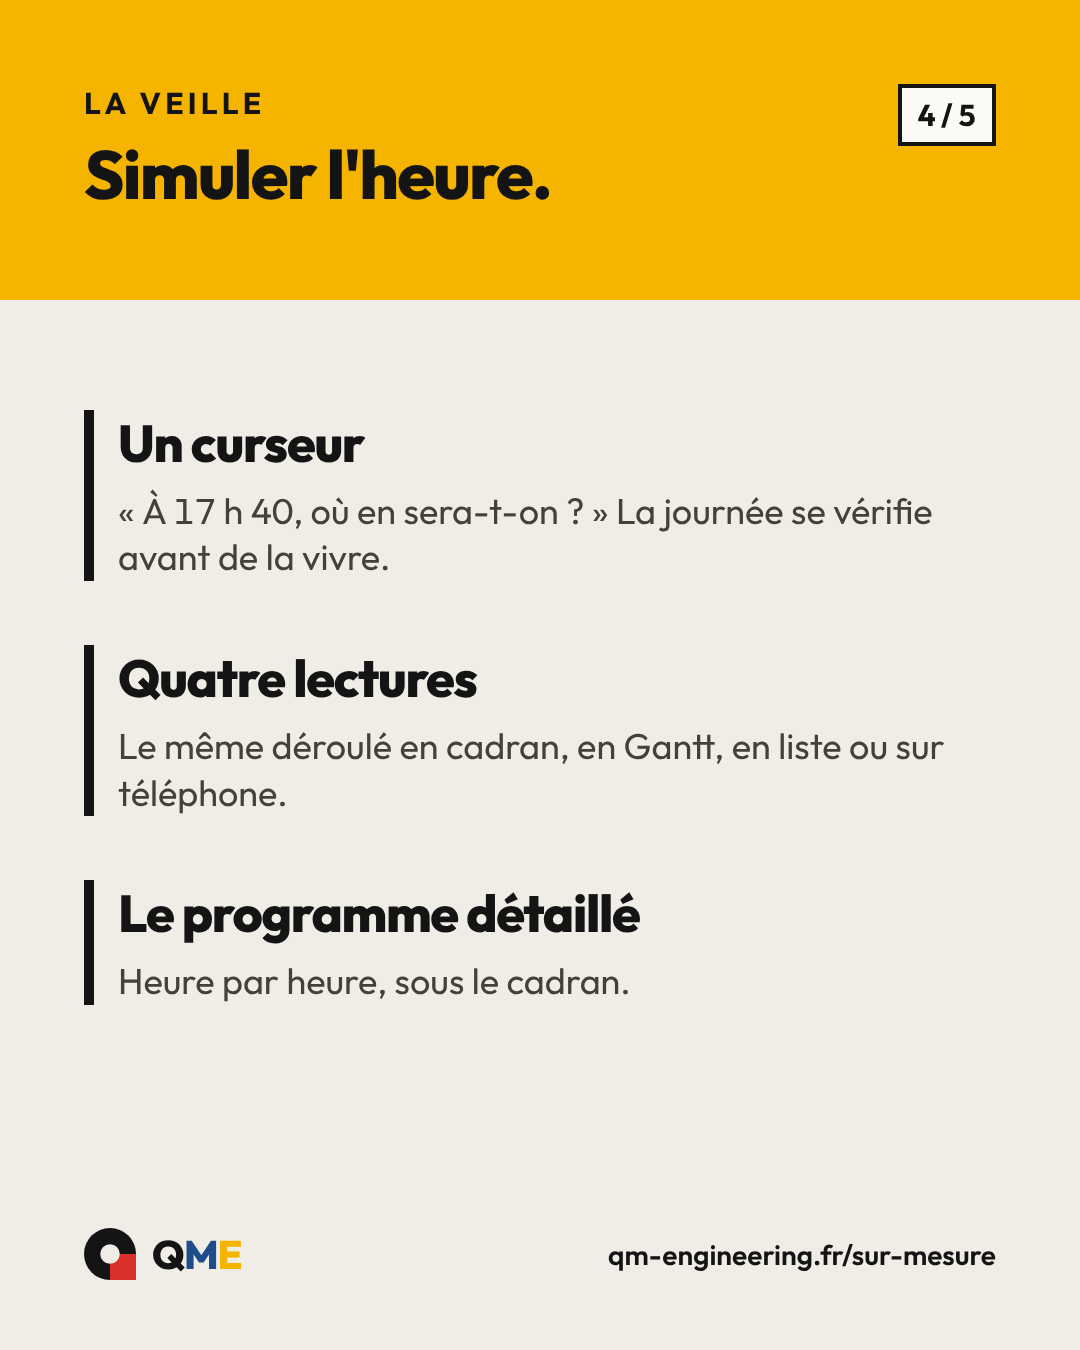 LA VEILLE
4 / 5
Simuler l'heure.
Un curseur
« À 17 h 40, où en sera-t-on ? » La journée se vérifie
avant de la vivre.
Quatre lectures
Le même déroulé en cadran, en Gantt, en liste ou sur
téléphone.
Le programme détaillé
Heure par heure, sous le cadran.
QME
qm-engineering.fr/sur-mesure